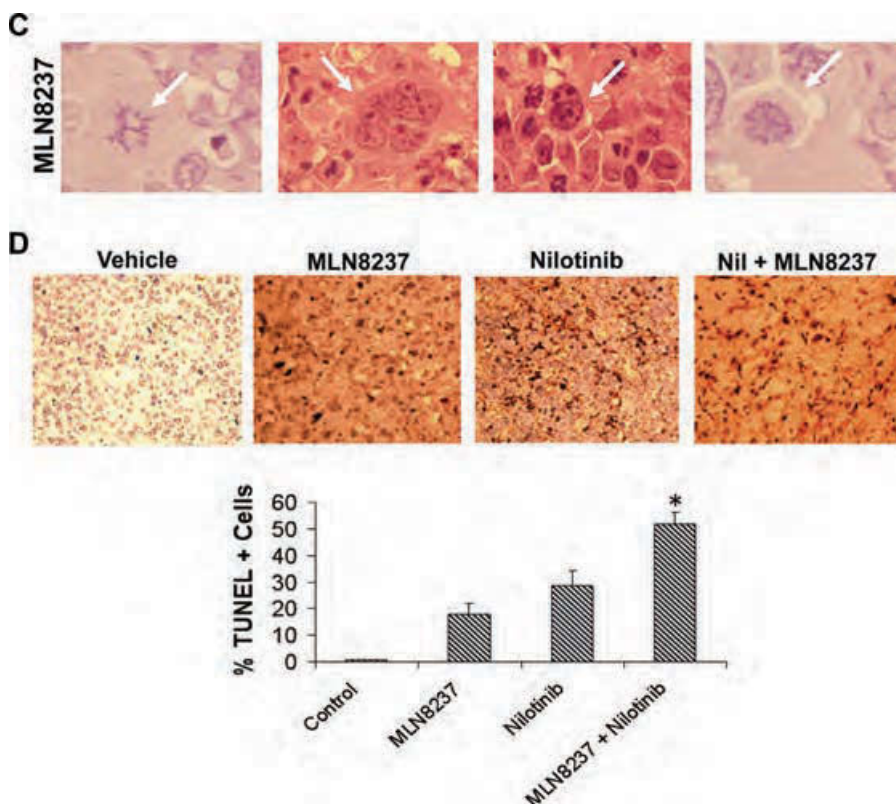 C
MLN8237
D
Vehicle
MLN8237
Nilotinib
Nil + MLN8237
% TUNEL + Cells
60
50
40
30
20
10
0
*
Control
MLN8237
Nilotinib
MLN8237 + Nilotinib